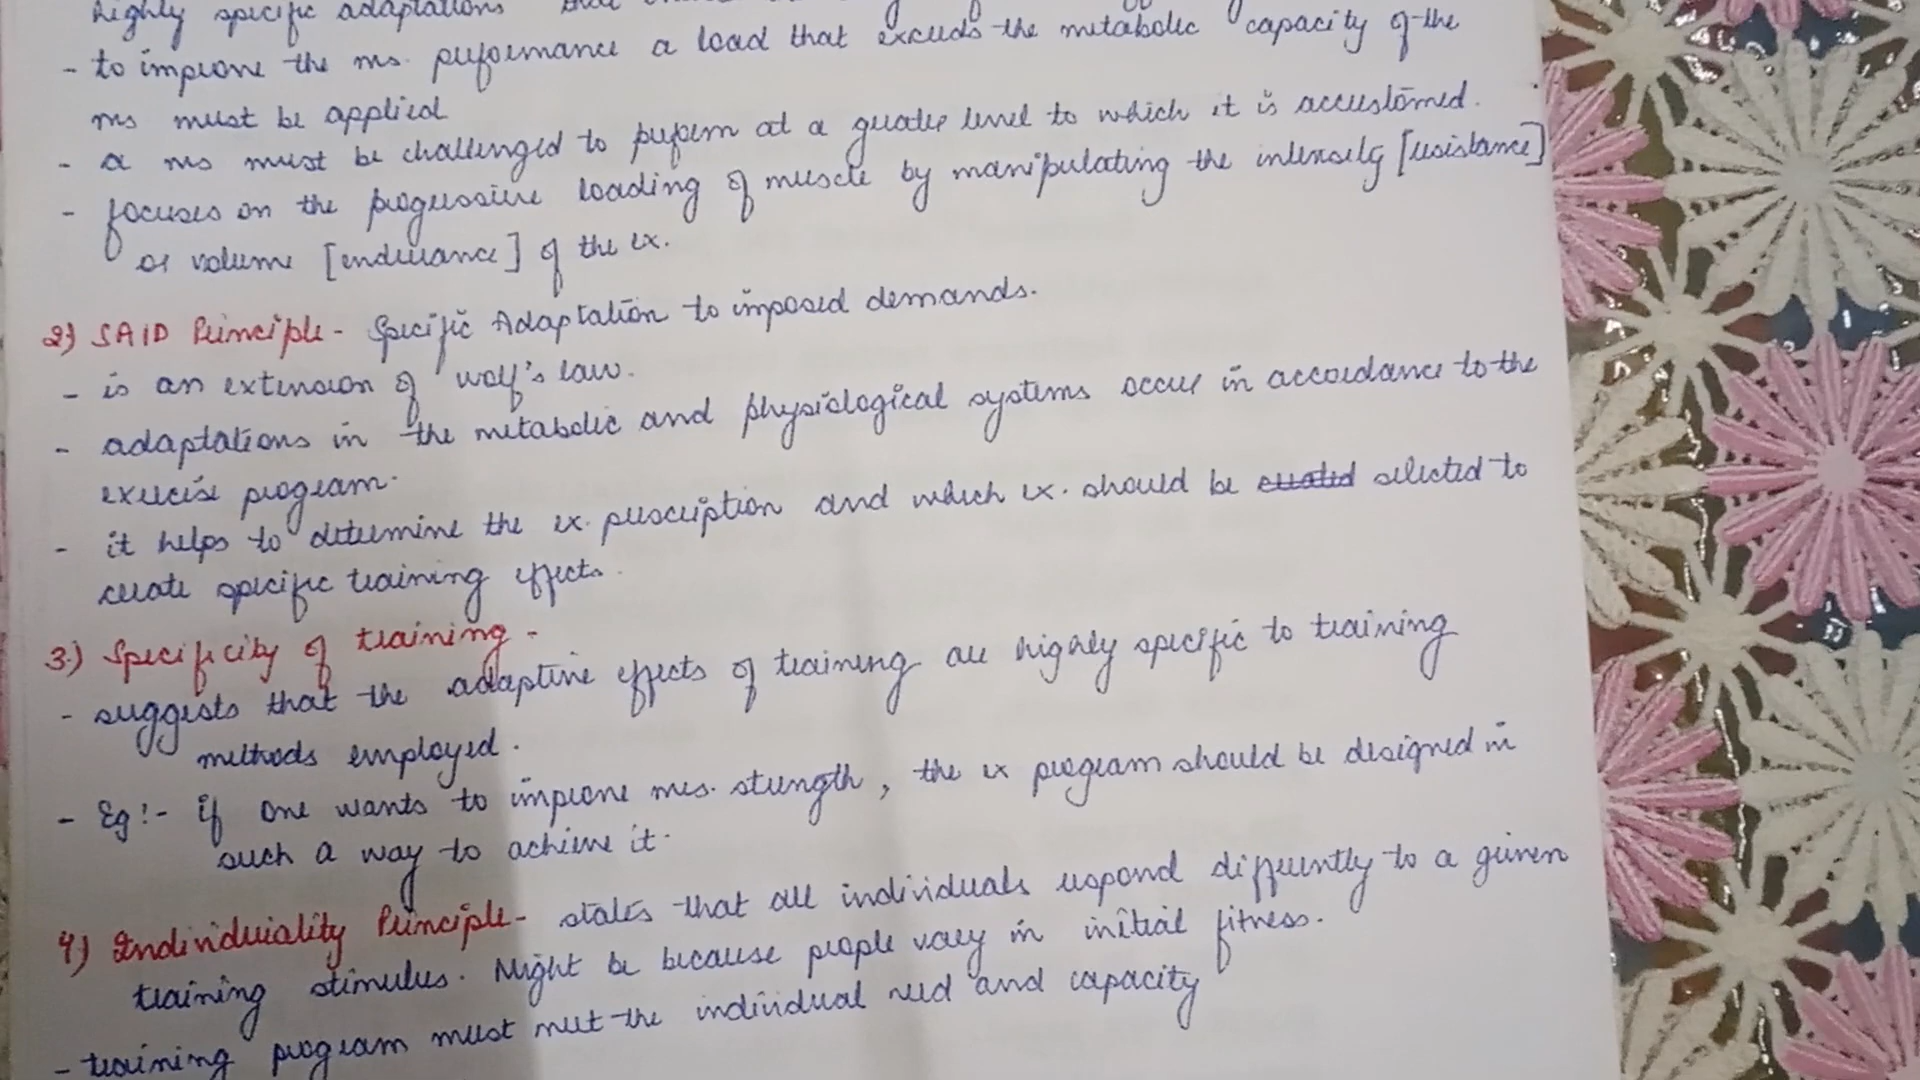 highly specific adaptations
- to improve the ms. performance a load that exceeds the metabolic capacity of the
ms must be applied
- a ms must be challenged to perform at a greater level to which it is accustomed.
- focuses on the progressive loading of muscle by manipulating the intensity [resistance]
or volume [endurance] of the ex.
2) SAID Principle - Specific Adaptation to imposed demands.
- is an extension of wolf's law.
- adaptations in the metabolic and physiological systems occur in accordance to the
exercise program.
- it helps to determine the ex. prescription and which ex. should be created selected to
create specific training effects.
3.) Specificity of training -
- suggests that the adaptive effects of training are highly specific to training
methods employed.
- Eg:- if one wants to improve mus. strength, the ex program should be designed in
such a way to achieve it.
4) Individuiality Principle - states that all individuals respond differently to a given
training stimulus. Might be because people vary in initial fitness.
- training program must meet the individual need and capacity